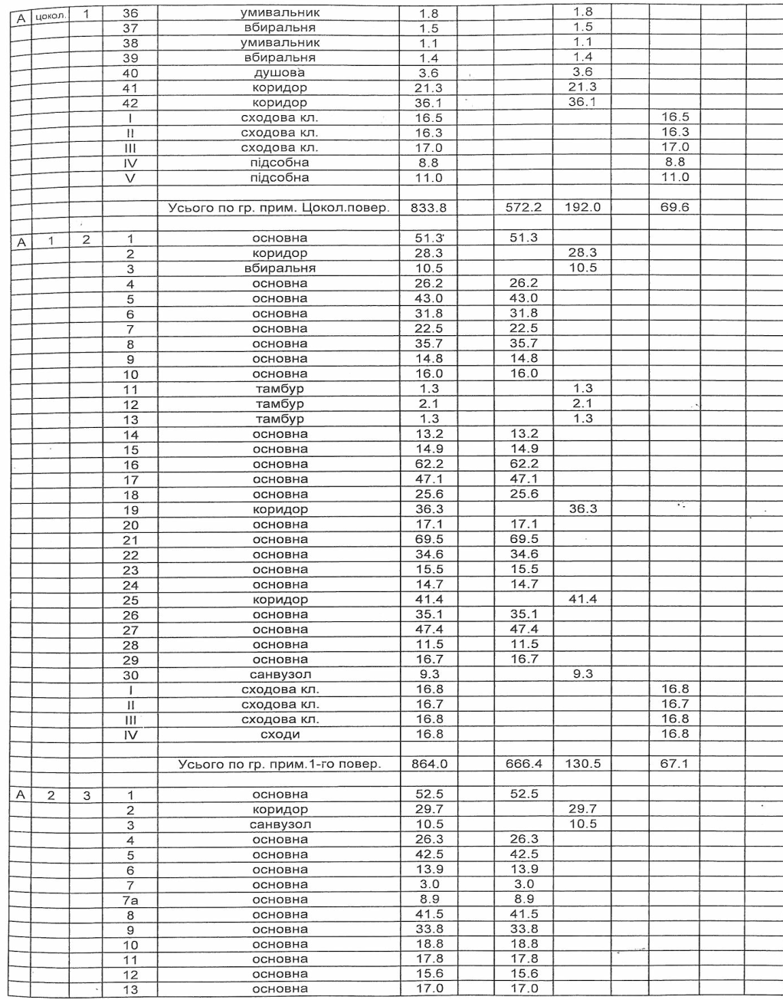 А цокол. 1 36 умивальник 1.8 1.8
37 вбиральня 1.5 1.5
38 умивальник 1.1 1.1
39 вбиральня 1.4 1.4
40 душова 3.6 3.6
41 коридор 21.3 21.3
42 коридор 36.1 36.1
I сходова кл. 16.5 16.5
II сходова кл. 16.3 16.3
III сходова кл. 17.0 17.0
IV підсобна 8.8 8.8
V підсобна 11.0 11.0
Усього по гр. прим. Цокол.повер. 833.8 572.2 192.0 69.6
А 1 2 1 основна 51.3 51.3
2 коридор 28.3 28.3
3 вбиральня 10.5 10.5
4 основна 26.2 26.2
5 основна 43.0 43.0
6 основна 31.8 31.8
7 основна 22.5 22.5
8 основна 35.7 35.7
9 основна 14.8 14.8
10 основна 16.0 16.0
11 тамбур 1.3 1.3
12 тамбур 2.1 2.1
13 тамбур 1.3 1.3
14 основна 13.2 13.2
15 основна 14.9 14.9
16 основна 62.2 62.2
17 основна 47.1 47.1
18 основна 25.6 25.6
19 коридор 36.3 36.3
20 основна 17.1 17.1
21 основна 69.5 69.5
22 основна 34.6 34.6
23 основна 15.5 15.5
24 основна 14.7 14.7
25 коридор 41.4 41.4
26 основна 35.1 35.1
27 основна 47.4 47.4
28 основна 11.5 11.5
29 основна 16.7 16.7
30 санвузол 9.3 9.3
I сходова кл. 16.8 16.8
II сходова кл. 16.7 16.7
III сходова кл. 16.8 16.8
IV сходи 16.8 16.8
Усього по гр. прим.1-го повер. 864.0 666.4 130.5 67.1
А 2 3 1 основна 52.5 52.5
2 коридор 29.7 29.7
3 санвузол 10.5 10.5
4 основна 26.3 26.3
5 основна 42.5 42.5
6 основна 13.9 13.9
7 основна 3.0 3.0
7а основна 8.9 8.9
8 основна 41.5 41.5
9 основна 33.8 33.8
10 основна 18.8 18.8
11 основна 17.8 17.8
12 основна 15.6 15.6
13 основна 17.0 17.0